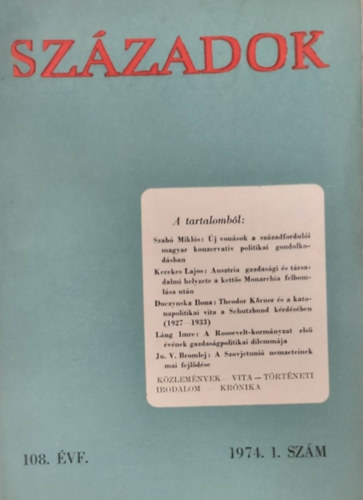 SZÁZADOK
A tartalomból:
Szabó Miklós: Új vonások a századfordulói
magyar konzervatív politikai gondolko-
dásban
Kerekes Lajos: Ausztria gazdasági és társa-
dalmi helyzete a kettős Monarchia felbom-
lása után
Duczynska Ilona: Theodor Körner és a kato-
napolitikai vita a Schutzbund kérdésében
(1927—1933)
Láng Imre: A Roosevelt-kormányzat első
évének gazdaságpolitikai dilemmája
Ju. V. Bromlej: A Szovjetunió nemzeteinek
mai fejlődése
KÖZLEMÉNYEK VITA — TÖRTÉNETI
IRODALOM KRÓNIKA
108. ÉVF. 1974. 1. SZÁM